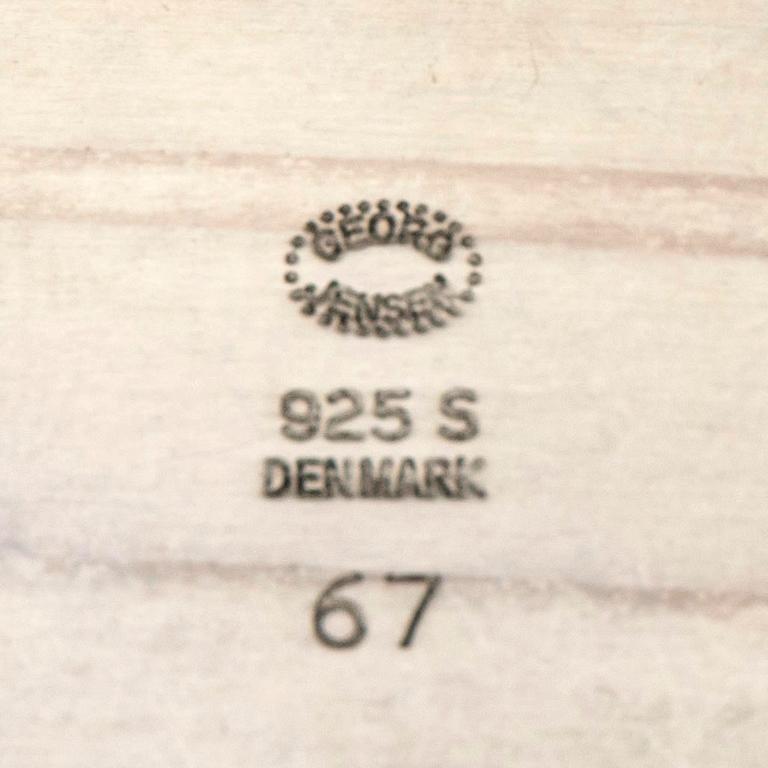 GEORG
JENSEN
925 S
DENMARK
67